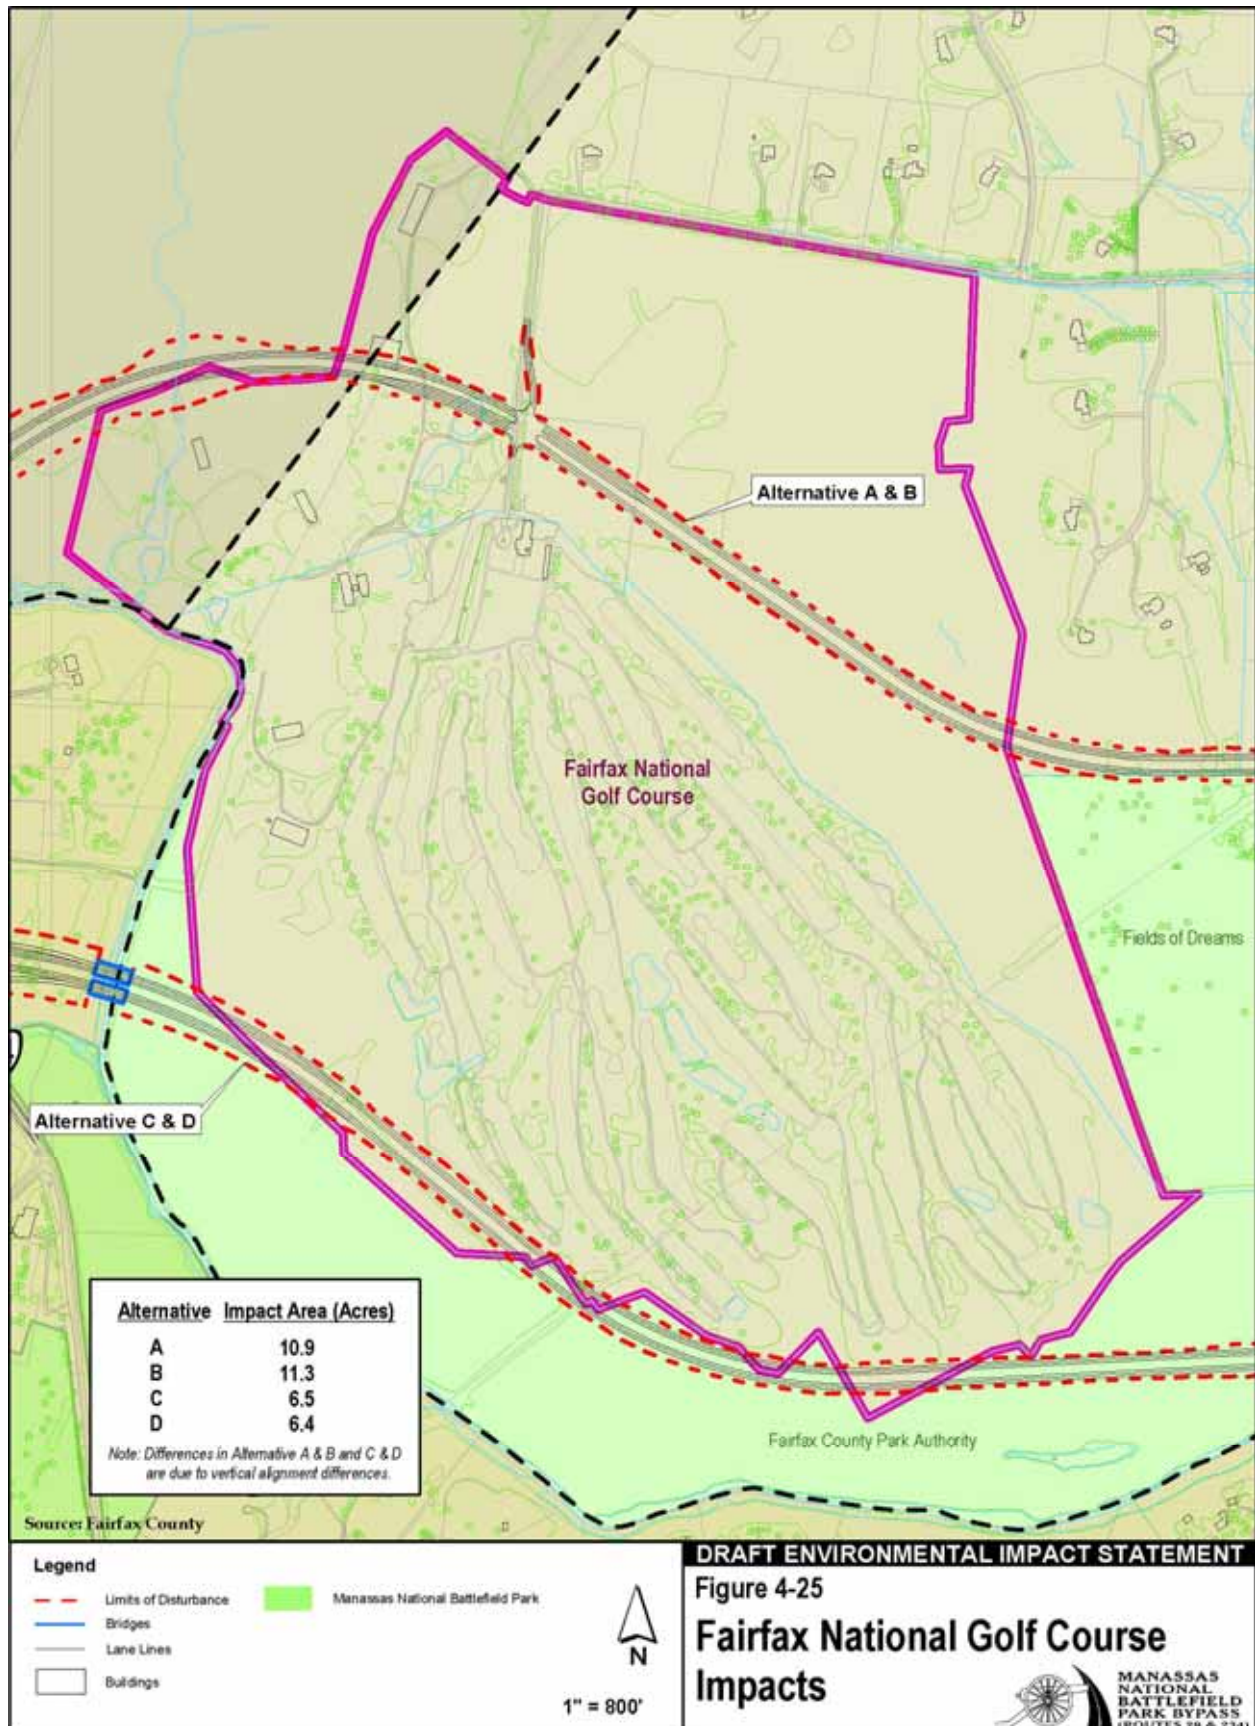 Alternative A & B
Fairfax National
Golf Course
Fields of Dreams
Alternative C & D
Alternative Impact Area (Acres)
A 10.9
B 11.3
C 6.5
D 6.4
Note: Differences in Alternative A & B and C & D
are due to vertical alignment differences.
Fairfax County Park Authority
Source: Fairfax County
Legend
Limits of Disturbance
Bridges
Lane Lines
Buildings
Manassas National Battlefield Park
N
1" = 800'
DRAFT ENVIRONMENTAL IMPACT STATEMENT
Figure 4-25
Fairfax National Golf Course
Impacts
MANASSAS
NATIONAL
BATTLEFIELD
PARK BYPASS
(ROUTES 29 & 234)